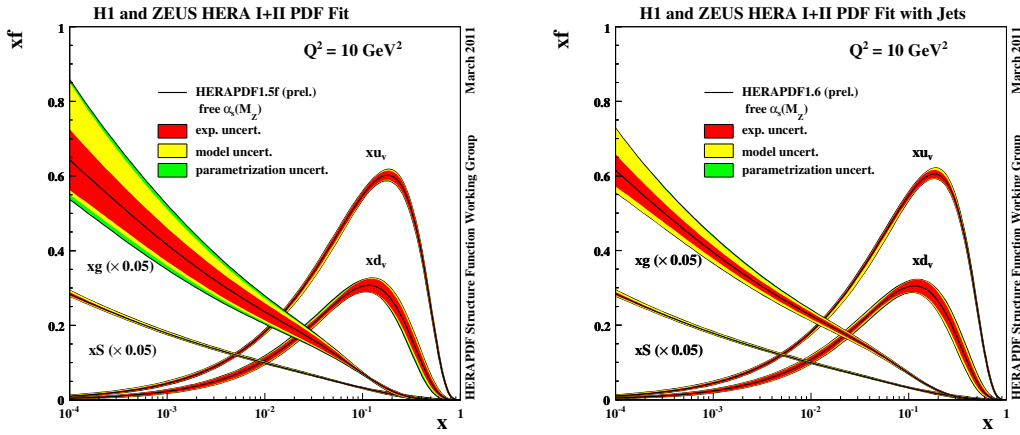 H1 and ZEUS HERA I+II PDF Fit
xf
1
0.8
0.6
0.4
0.2
0
Q² = 10 GeV²
HERAPDF1.5f (prel.)
free αs(MZ)
exp. uncert.
model uncert.
parametrization uncert.
xuv
xdv
xg (× 0.05)
xS (× 0.05)
10⁻⁴ 10⁻³ 10⁻² 10⁻¹ 1
x
March 2011
HERAPDF Structure Function Working Group
H1 and ZEUS HERA I+II PDF Fit with Jets
xf
1
0.8
0.6
0.4
0.2
0
Q² = 10 GeV²
HERAPDF1.6 (prel.)
free αs(MZ)
exp. uncert.
model uncert.
parametrization uncert.
xuv
xdv
xg (× 0.05)
xS (× 0.05)
10⁻⁴ 10⁻³ 10⁻² 10⁻¹ 1
x
March 2011
HERAPDF Structure Function Working Group